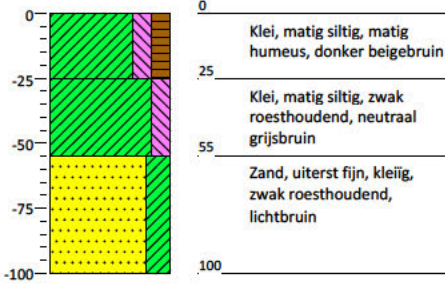 0
-25
-50
-75
-100
0
Klei, matig siltig, matig
humeus, donker beigebruin
25
Klei, matig siltig, zwak
roesthoudend, neutraal
grijsbruin
55
Zand, uiterst fijn, kleiïg,
zwak roesthoudend,
lichtbruin
100